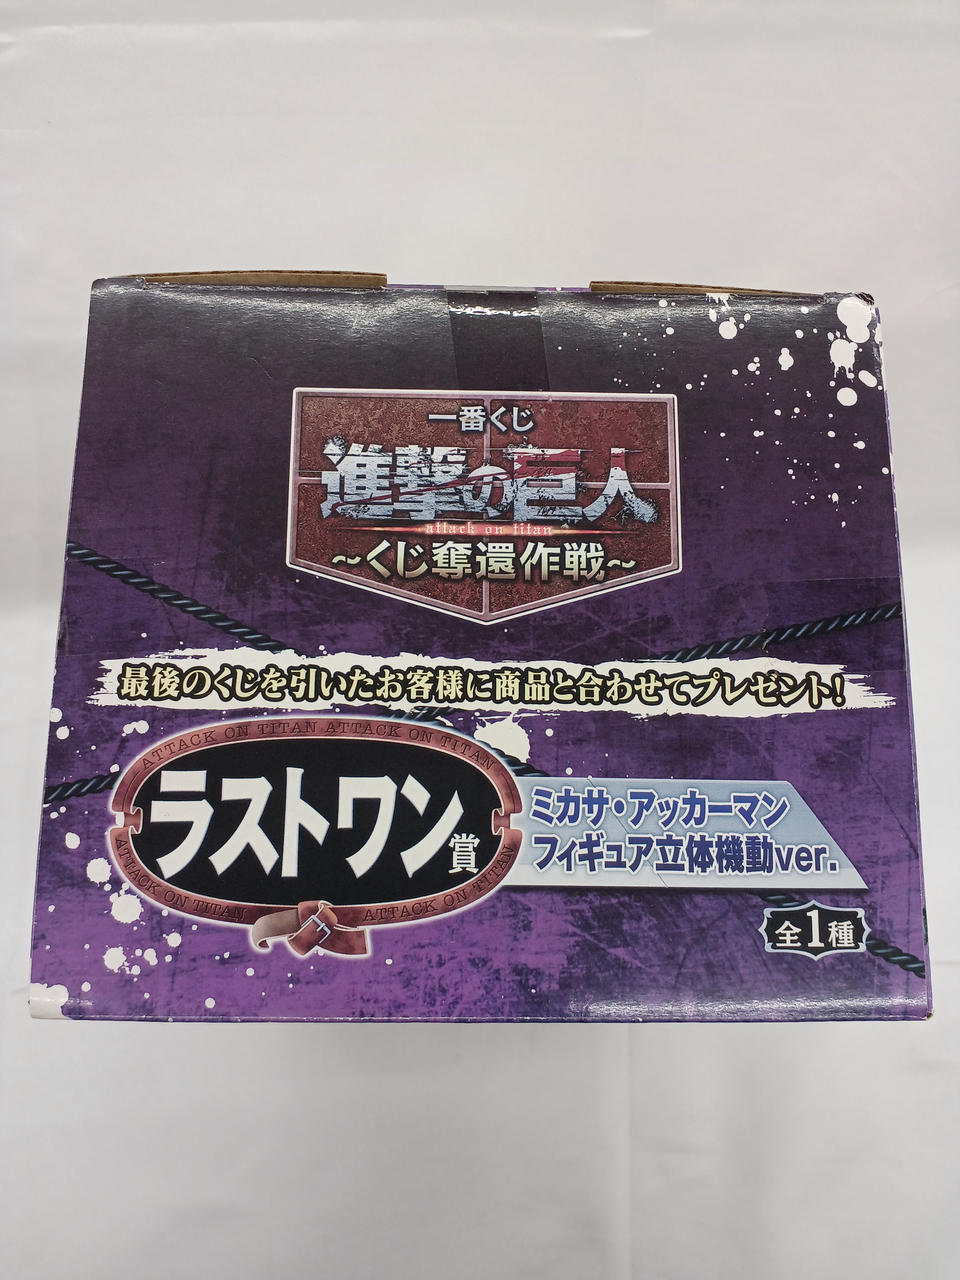 一番くじ
進撃の巨人
attack on titan
～くじ奪還作戦～
最後のくじを引いたお客様に商品と合わせてプレゼント!
ATTACK ON TITAN ATTACK ON TITAN
ラストワン賞
ATTACK ON TITAN ATTACK ON TITAN
ミカサ・アッカーマン
フィギュア立体機動ver.
全1種